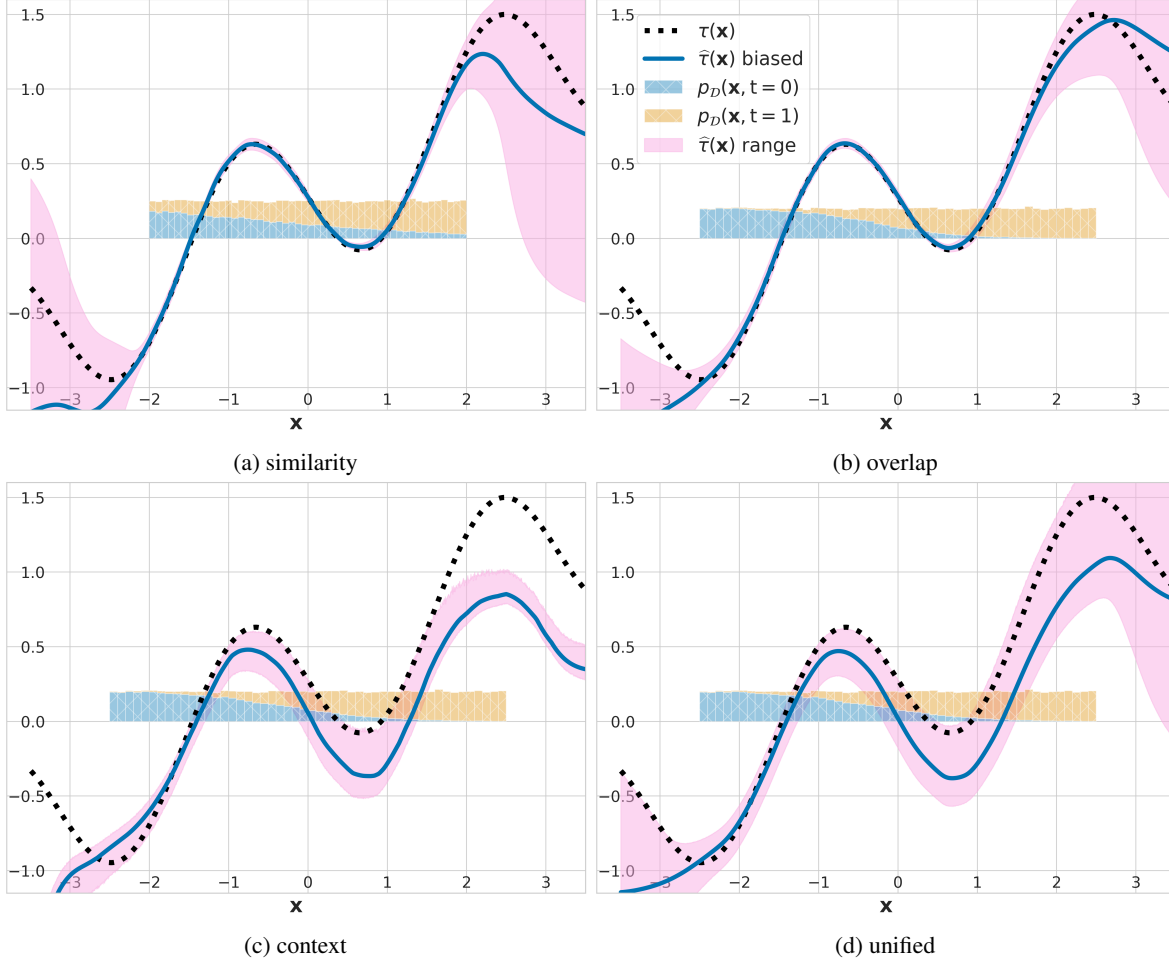 1.5
1.0
0.5
0.0
−0.5
−1.0
−3 −2 −1 0 1 2 3
x
(a) similarity
1.5
1.0
0.5
0.0
−0.5
−1.0
τ(x)
τ̂(x) biased
p_𝒟(x, t = 0)
p_𝒟(x, t = 1)
τ̂(x) range
−3 −2 −1 0 1 2 3
x
(b) overlap
1.5
1.0
0.5
0.0
−0.5
−1.0
−3 −2 −1 0 1 2 3
x
(c) context
1.5
1.0
0.5
0.0
−0.5
−1.0
−3 −2 −1 0 1 2 3
x
(d) unified